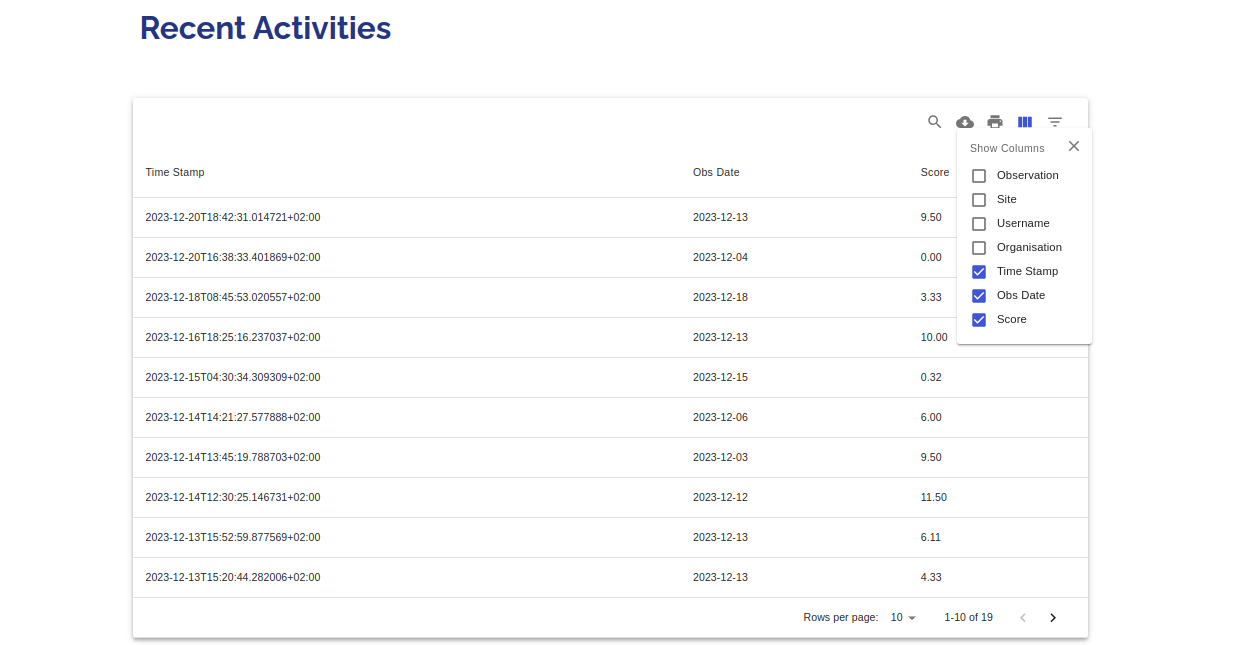 Recent Activities
Show Columns
Observation
Site
Username
Organisation
Time Stamp
Obs Date
Score
Time Stamp Obs Date Score
2023-12-20T18:42:31.014721+02:00 2023-12-13 9.50
2023-12-20T16:38:33.401869+02:00 2023-12-04 0.00
2023-12-18T08:45:53.020557+02:00 2023-12-18 3.33
2023-12-16T18:25:16.237037+02:00 2023-12-13 10.00
2023-12-15T04:30:34.309309+02:00 2023-12-15 0.32
2023-12-14T14:21:27.577888+02:00 2023-12-06 6.00
2023-12-14T13:45:19.788703+02:00 2023-12-03 9.50
2023-12-14T12:30:25.146731+02:00 2023-12-12 11.50
2023-12-13T15:52:59.877569+02:00 2023-12-13 6.11
2023-12-13T15:20:44.282006+02:00 2023-12-13 4.33
Rows per page: 10 1-10 of 19